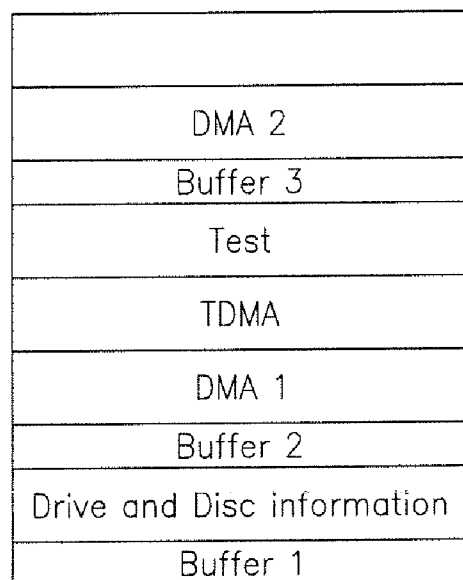 DMA 2
Buffer 3
Test
TDMA
DMA 1
Buffer 2
Drive and Disc information
Buffer 1